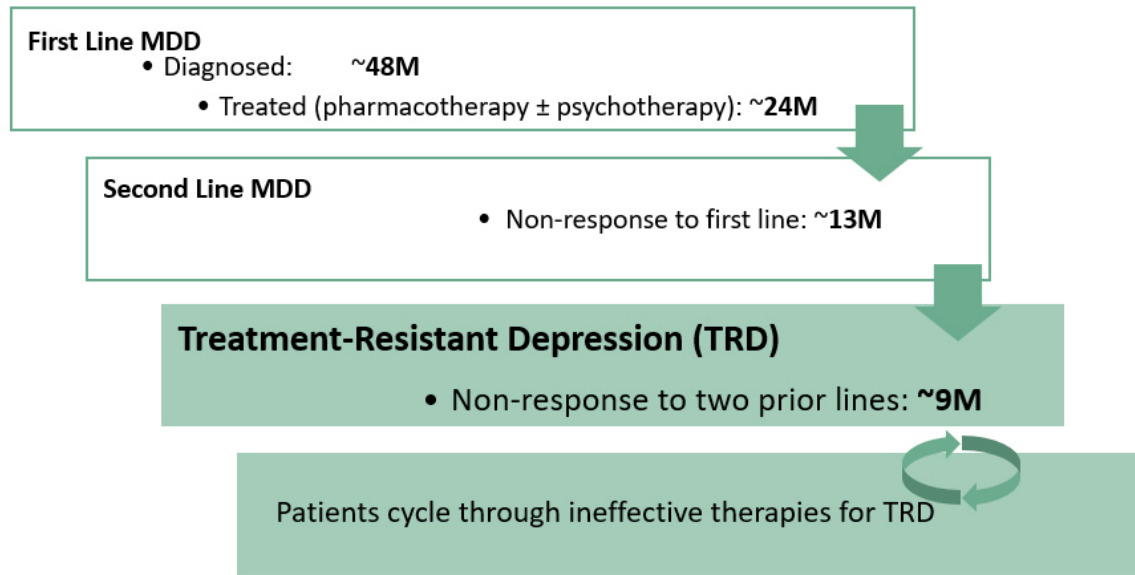 First Line MDD
• Diagnosed: ~48M
• Treated (pharmacotherapy ± psychotherapy): ~24M
Second Line MDD
• Non-response to first line: ~13M
Treatment-Resistant Depression (TRD)
• Non-response to two prior lines: ~9M
Patients cycle through ineffective therapies for TRD